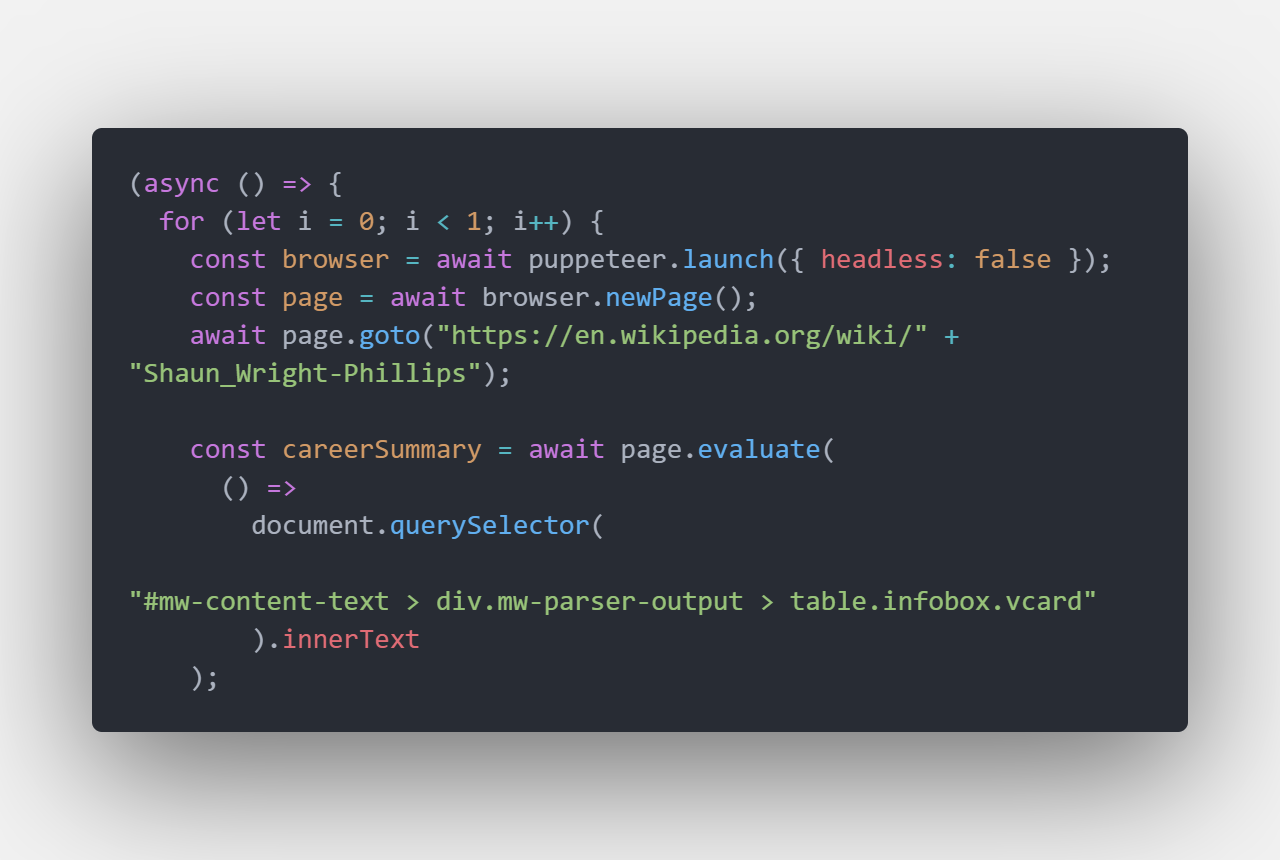 (async () => {
  for (let i = 0; i < 1; i++) {
    const browser = await puppeteer.launch({ headless: false });
    const page = await browser.newPage();
    await page.goto("https://en.wikipedia.org/wiki/" +
"Shaun_Wright-Phillips");

    const careerSummary = await page.evaluate(
      () =>
        document.querySelector(

"#mw-content-text > div.mw-parser-output > table.infobox.vcard"
        ).innerText
    );